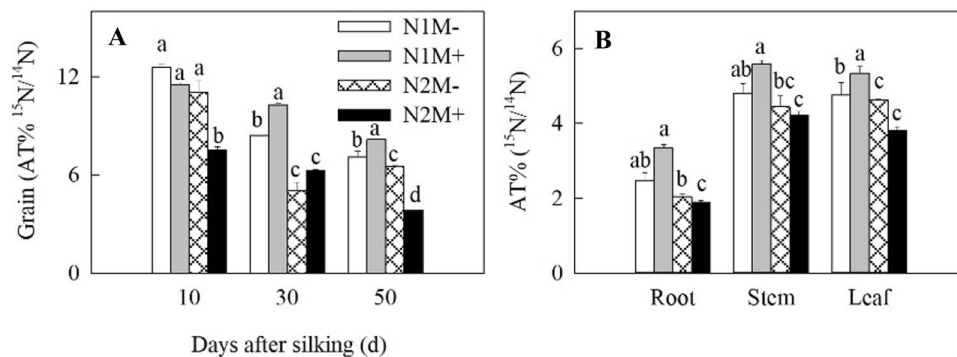 A
N1M-
N1M+
N2M-
N2M+
Grain (AT% ¹⁵N/¹⁴N)
12
6
0
a
a
a
b
b
a
c
c
b
a
c
d
10
30
50
Days after silking (d)
B
AT% (¹⁵N/¹⁴N)
6
4
2
0
ab
a
b
c
ab
a
bc
c
b
a
c
c
Root
Stem
Leaf